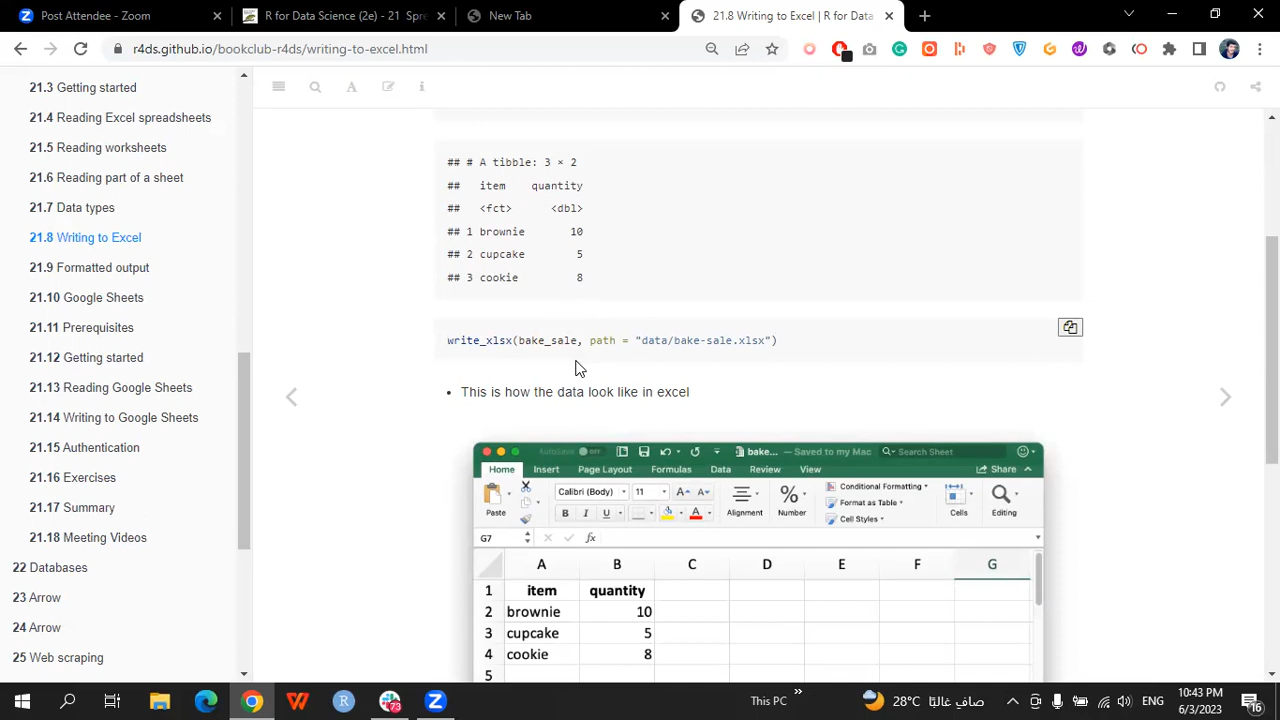 Post Attendee - Zoom
R for Data Science (2e) - 21 Spre
New Tab
21.8 Writing to Excel | R for Data
r4ds.github.io/bookclub-r4ds/writing-to-excel.html
21.3 Getting started
21.4 Reading Excel spreadsheets
21.5 Reading worksheets
21.6 Reading part of a sheet
21.7 Data types
21.8 Writing to Excel
21.9 Formatted output
21.10 Google Sheets
21.11 Prerequisites
21.12 Getting started
21.13 Reading Google Sheets
21.14 Writing to Google Sheets
21.15 Authentication
21.16 Exercises
21.17 Summary
21.18 Meeting Videos
22 Databases
23 Arrow
24 Arrow
25 Web scraping
## # A tibble: 3 × 2
##   item    quantity
##   <fct>      <dbl>
## 1 brownie       10
## 2 cupcake        5
## 3 cookie         8
write_xlsx(bake_sale, path = "data/bake-sale.xlsx")
• This is how the data look like in excel
AutoSave OFF
bake... — Saved to my Mac
Search Sheet
Home Insert Page Layout Formulas Data Review View Share
Paste
Calibri (Body) 11
B I U
Alignment
Number
Conditional Formatting
Format as Table
Cell Styles
Cells
Editing
G7 fx
A B C D E F G
1 item quantity
2 brownie 10
3 cupcake 5
4 cookie 8
5
73
This PC
28°C صافي غالبًا
ENG
10:43 PM
6/3/2023
16